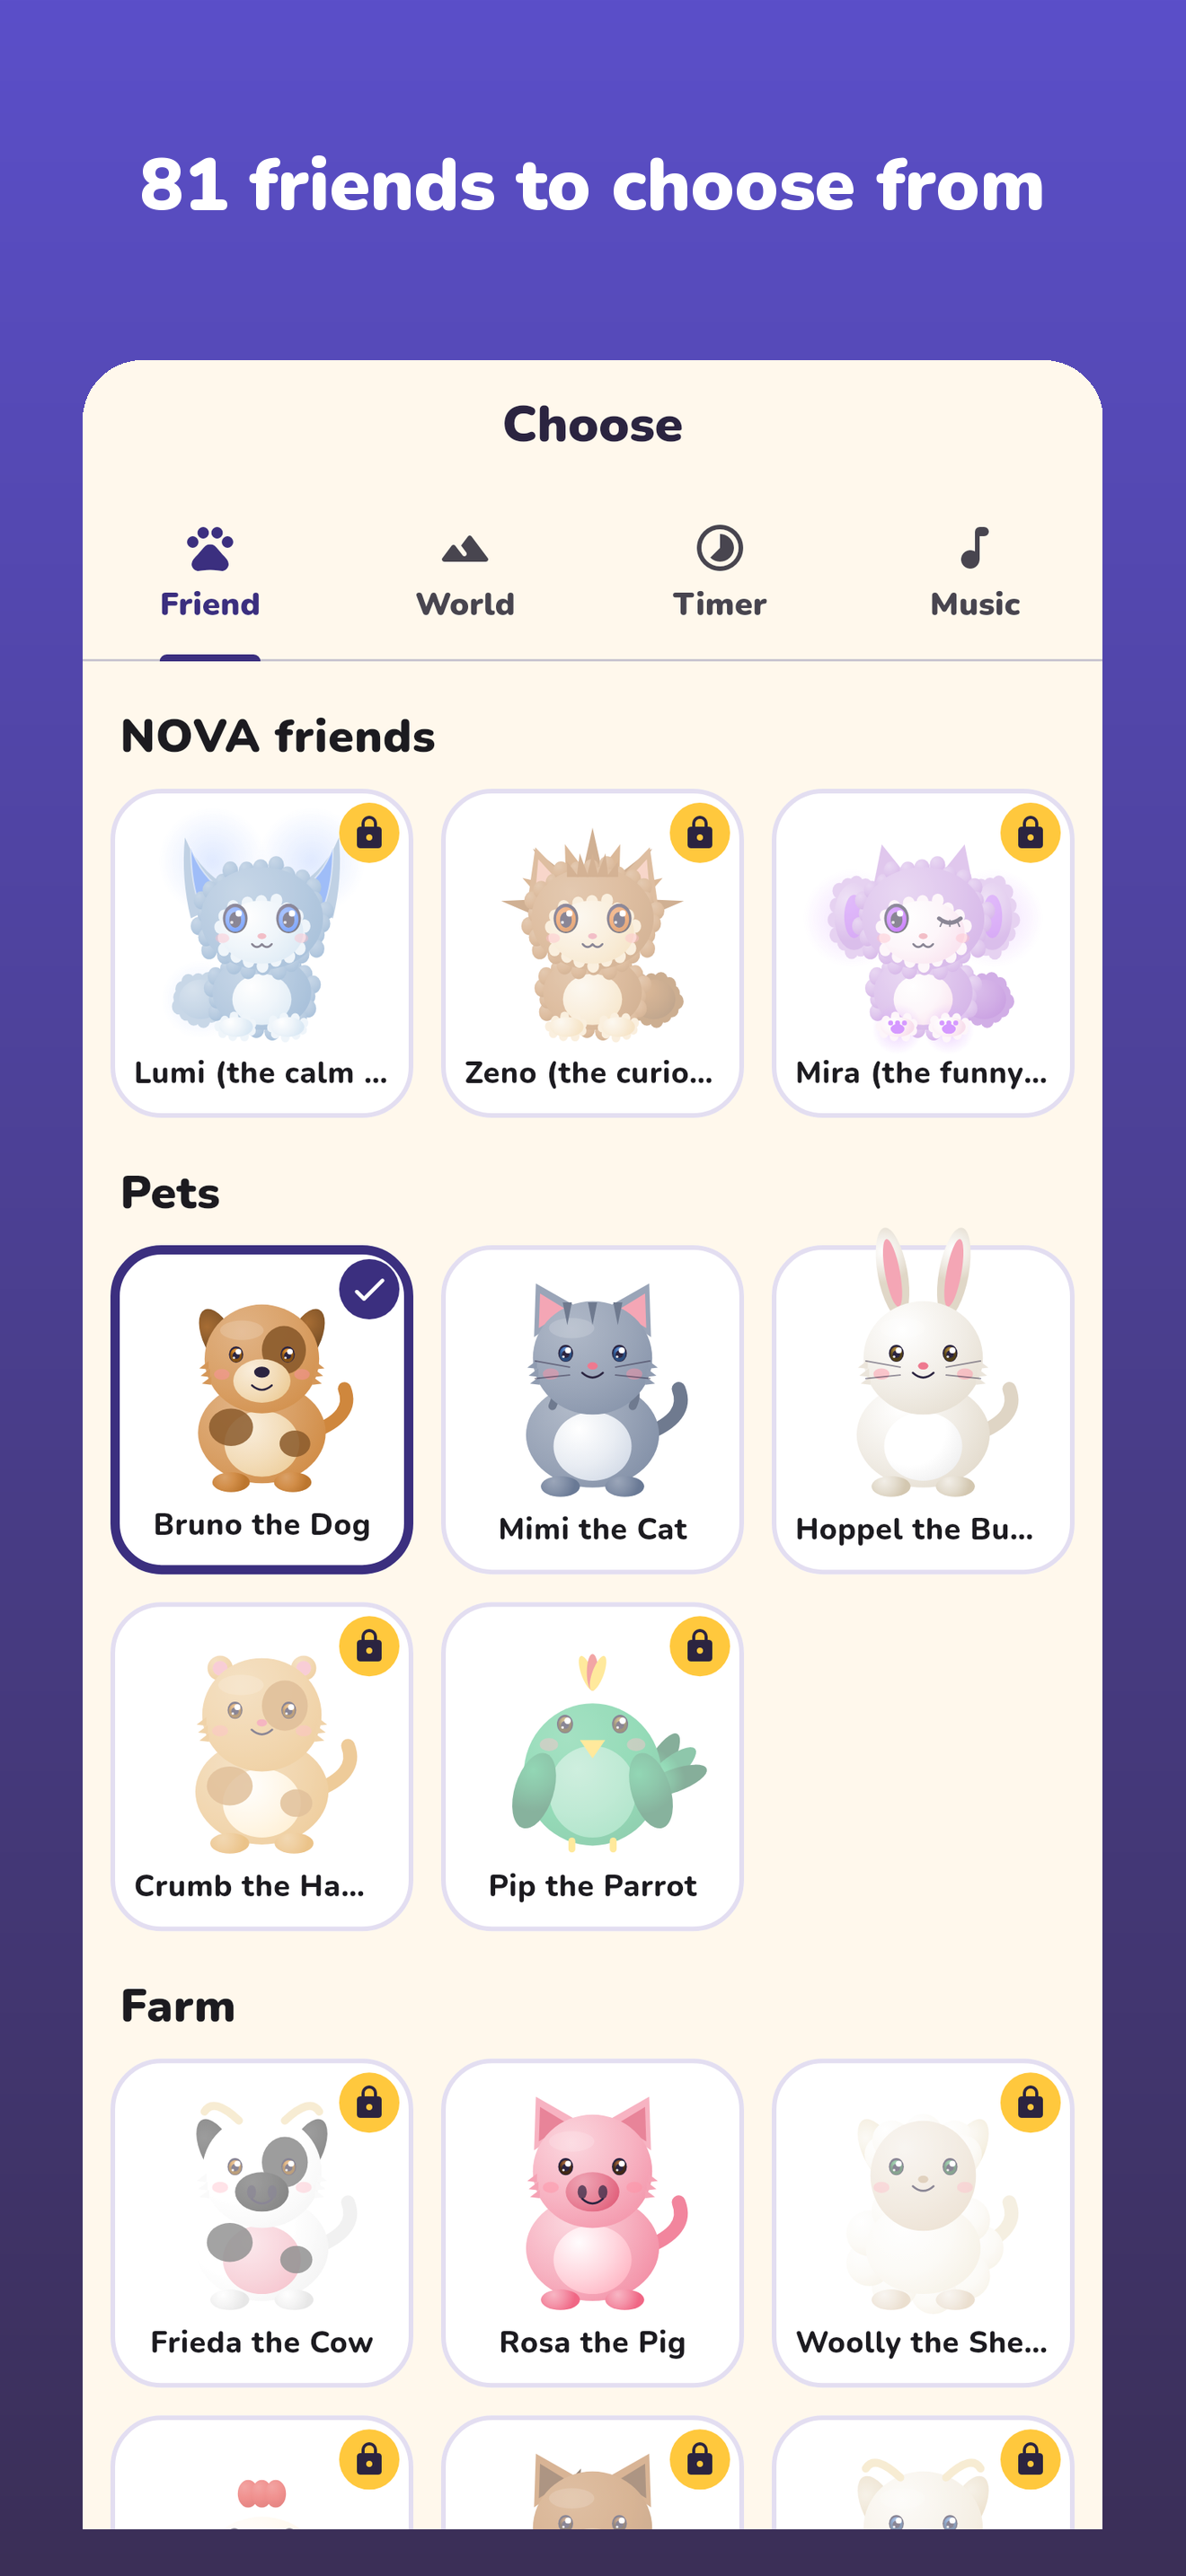 81 friends to choose from
Choose
Friend World Timer Music
NOVA friends
Lumi (the calm ... Zeno (the curio... Mira (the funny...
Pets
Bruno the Dog Mimi the Cat Hoppel the Bu...
Crumb the Ha... Pip the Parrot
Farm
Frieda the Cow Rosa the Pig Woolly the She...